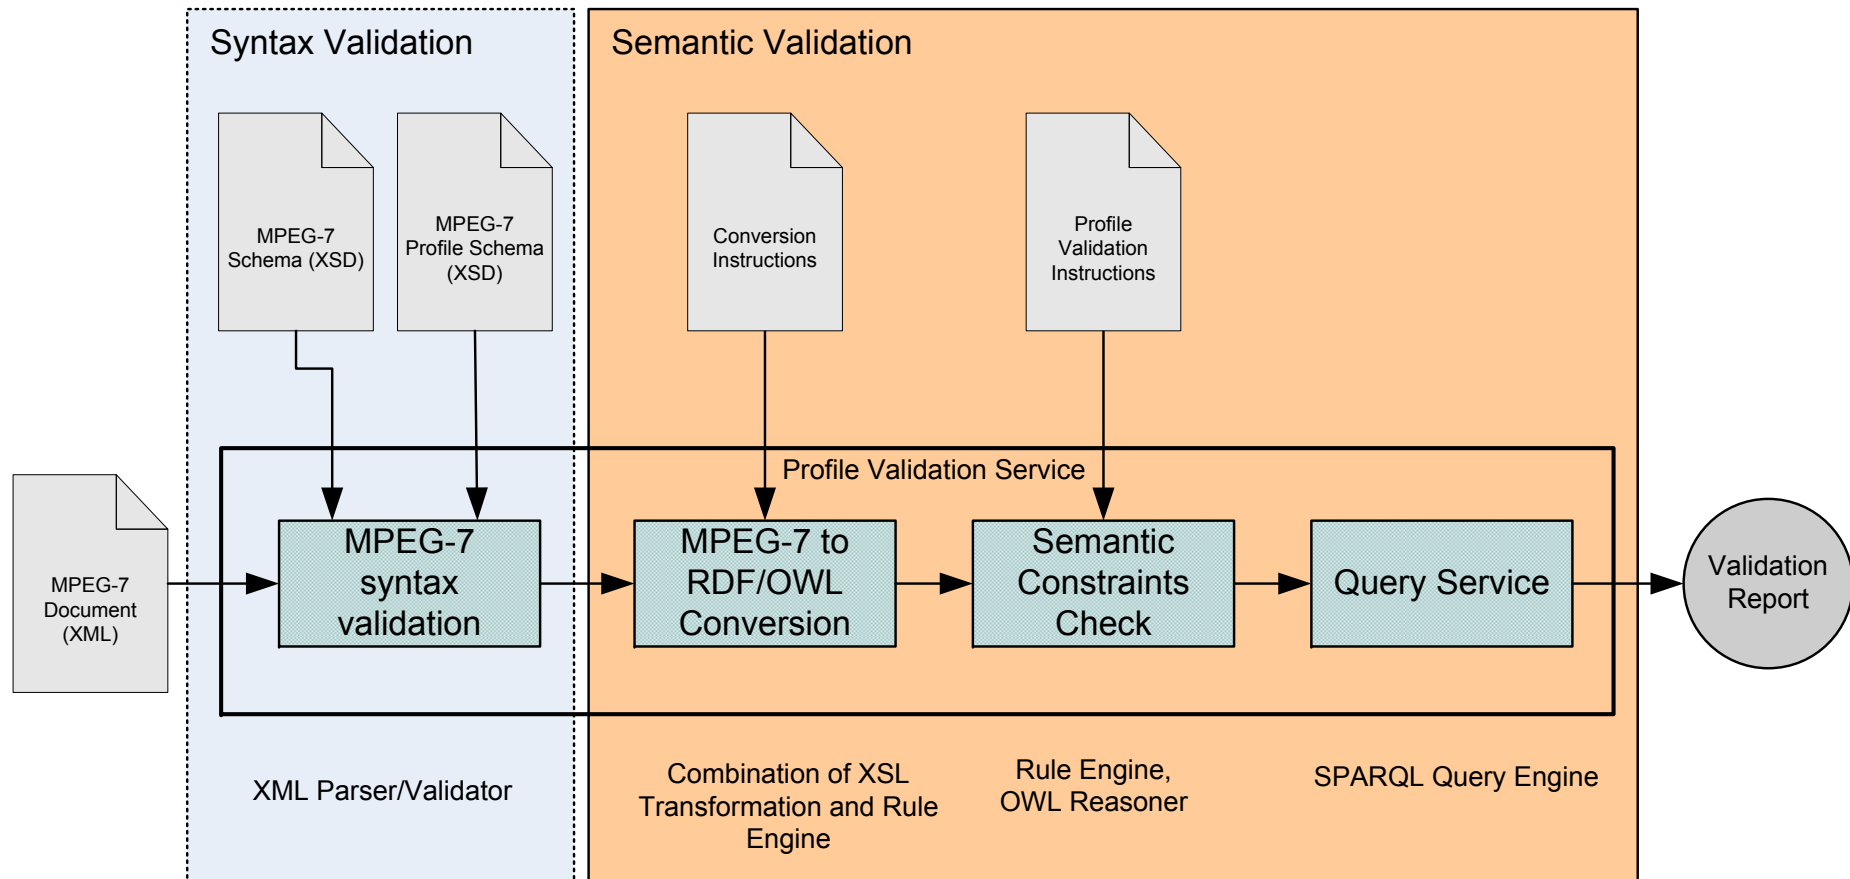 Syntax Validation
Semantic Validation
MPEG-7
Schema (XSD)
MPEG-7
Profile Schema
(XSD)
Conversion
Instructions
Profile
Validation
Instructions
Profile Validation Service
MPEG-7
Document
(XML)
MPEG-7
syntax
validation
MPEG-7 to
RDF/OWL
Conversion
Semantic
Constraints
Check
Query Service
Validation
Report
XML Parser/Validator
Combination of XSL
Transformation and Rule
Engine
Rule Engine,
OWL Reasoner
SPARQL Query Engine